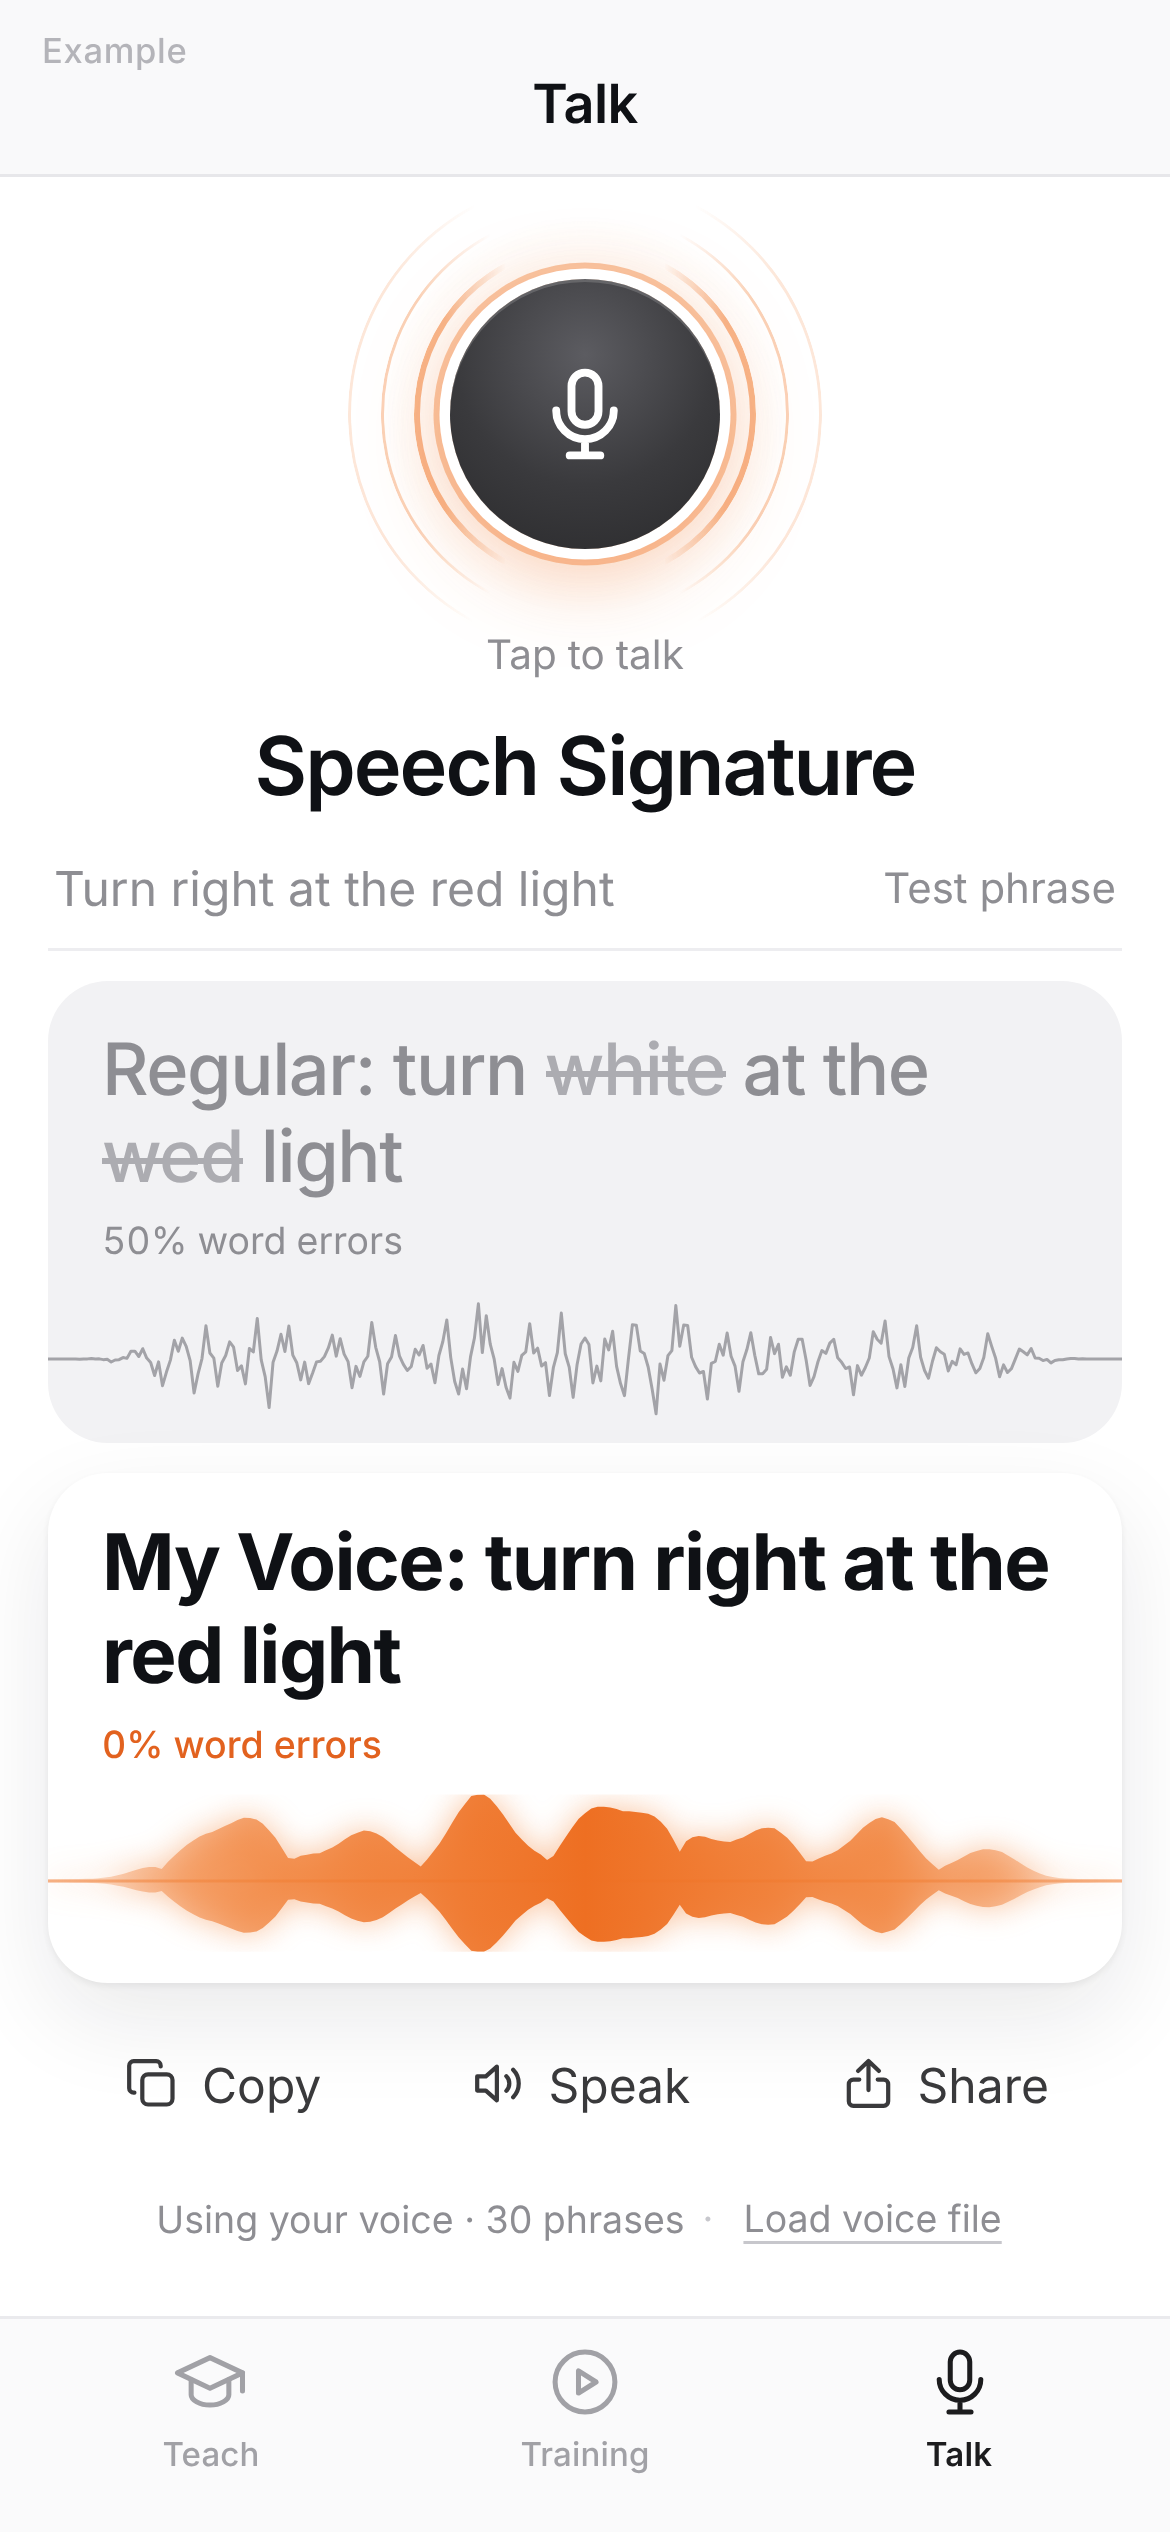 Example
Talk
Tap to talk
Speech Signature
Turn right at the red light
Test phrase
Regular: turn white at the
wed light
50% word errors
My Voice: turn right at the
red light
0% word errors
Copy
Speak
Share
Using your voice · 30 phrases · Load voice file
Teach
Training
Talk